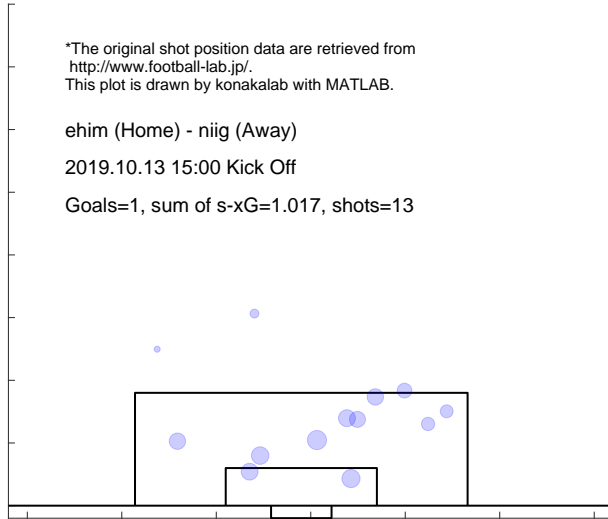 *The original shot position data are retrieved from
http://www.football-lab.jp/.
This plot is drawn by konakalab with MATLAB.
ehim (Home) - niig (Away)
2019.10.13 15:00 Kick Off
Goals=1, sum of s-xG=1.017, shots=13